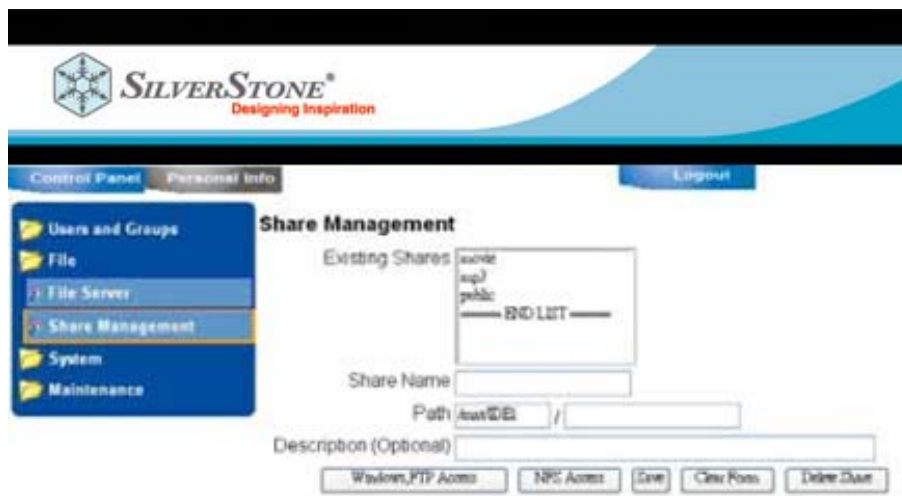 SILVERSTONE®
Designing Inspiration
Control Panel Personal Info Logout
Users and Groups
File
File Server
Share Management
System
Maintenance
Share Management
Existing Shares
movie
mp3
public
END LIST
Share Name
Path /
Description (Optional)
Windows,FTP Access NFS Access Save Clear Form Delete Share